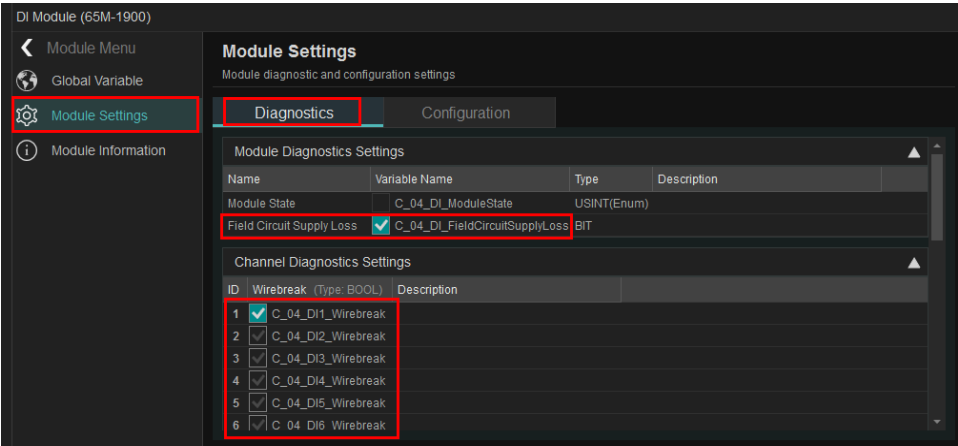 DI Module (65M-1900)
Module Menu
Global Variable
Module Settings
Module Information
Module Settings
Module diagnostic and configuration settings
Diagnostics Configuration
Module Diagnostics Settings
Name Variable Name Type Description
Module State C_04_DI_ModuleState USINT(Enum)
Field Circuit Supply Loss C_04_DI_FieldCircuitSupplyLoss BIT
Channel Diagnostics Settings
ID Wirebreak (Type: BOOL) Description
1 C_04_DI1_Wirebreak
2 C_04_DI2_Wirebreak
3 C_04_DI3_Wirebreak
4 C_04_DI4_Wirebreak
5 C_04_DI5_Wirebreak
6 C_04_DI6_Wirebreak